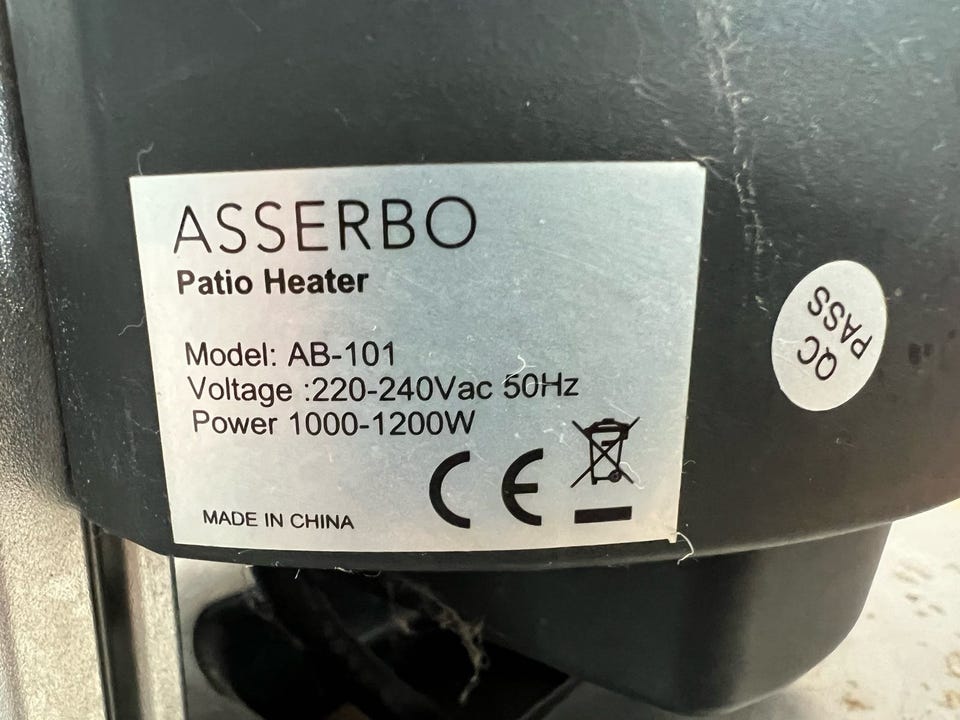 ASSERBO
Patio Heater
Model: AB-101
Voltage :220-240Vac 50Hz
Power 1000-1200W
CE
MADE IN CHINA
QC
PASS